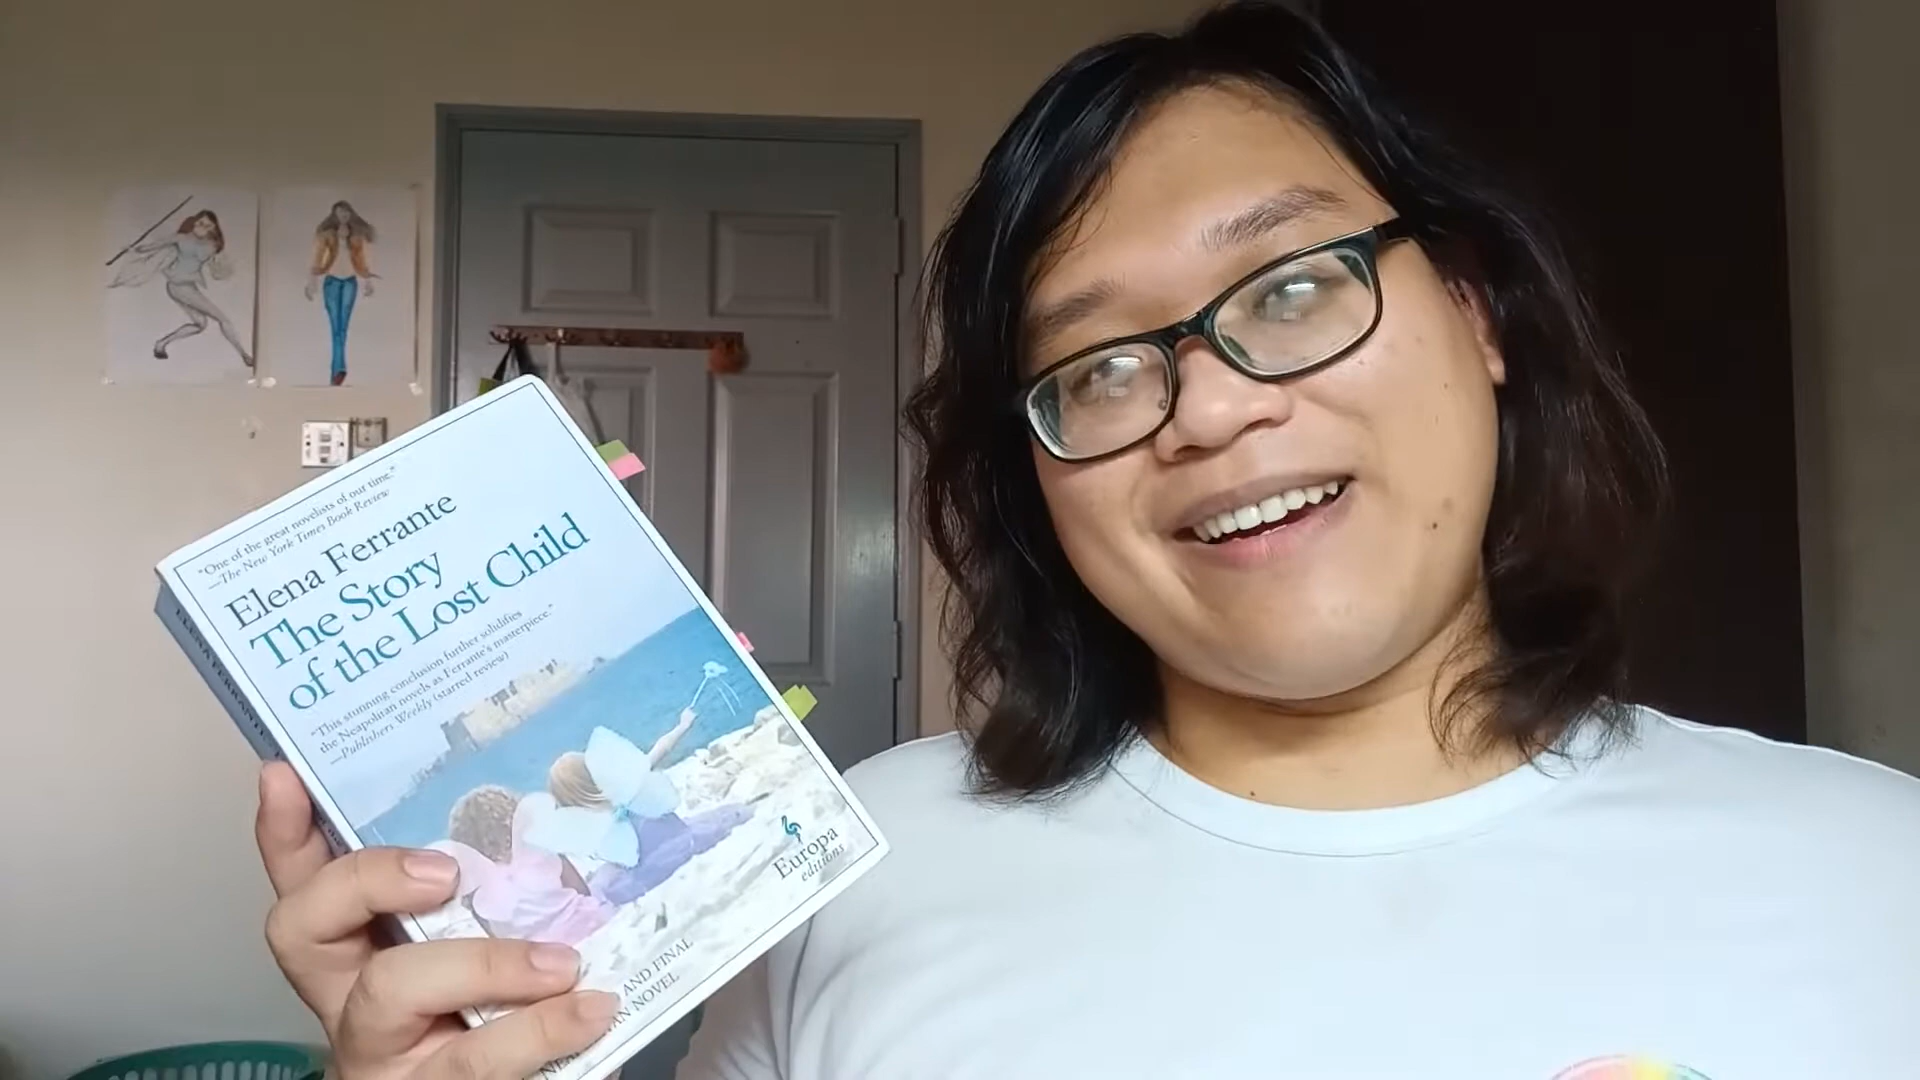 "One of the great novelists of our time."
—The New York Times Book Review
Elena Ferrante
The Story
of the Lost Child
"This stunning conclusion further solidifies
the Neapolitan novels as Ferrante's masterpiece."
—Publishers Weekly (starred review)
Europa
editions
AND FINAL
NOVEL
ELENA FERRANTE